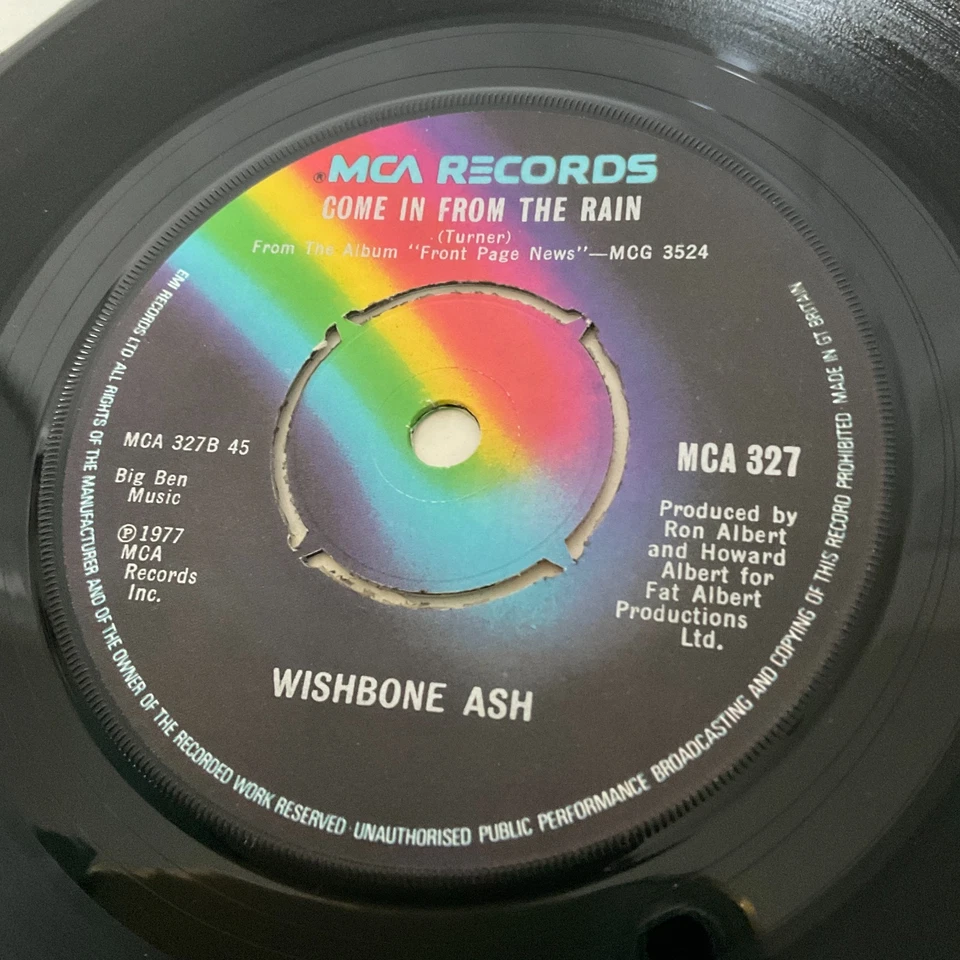 ® MCA RECORDS
COME IN FROM THE RAIN
(Turner)
From The Album "Front Page News"—MCG 3524
MCA 327B 45
Big Ben
Music
℗1977
MCA
Records
Inc.
MCA 327
Produced by
Ron Albert
and Howard
Albert for
Fat Albert
Productions
Ltd.
WISHBONE ASH
EMI RECORDS LTD ALL RIGHTS OF THE MANUFACTURER AND OF THE OWNER OF THE RECORDED WORK RESERVED UNAUTHORISED PUBLIC PERFORMANCE BROADCASTING AND COPYING OF THIS RECORD PROHIBITED MADE IN GT BRITAIN